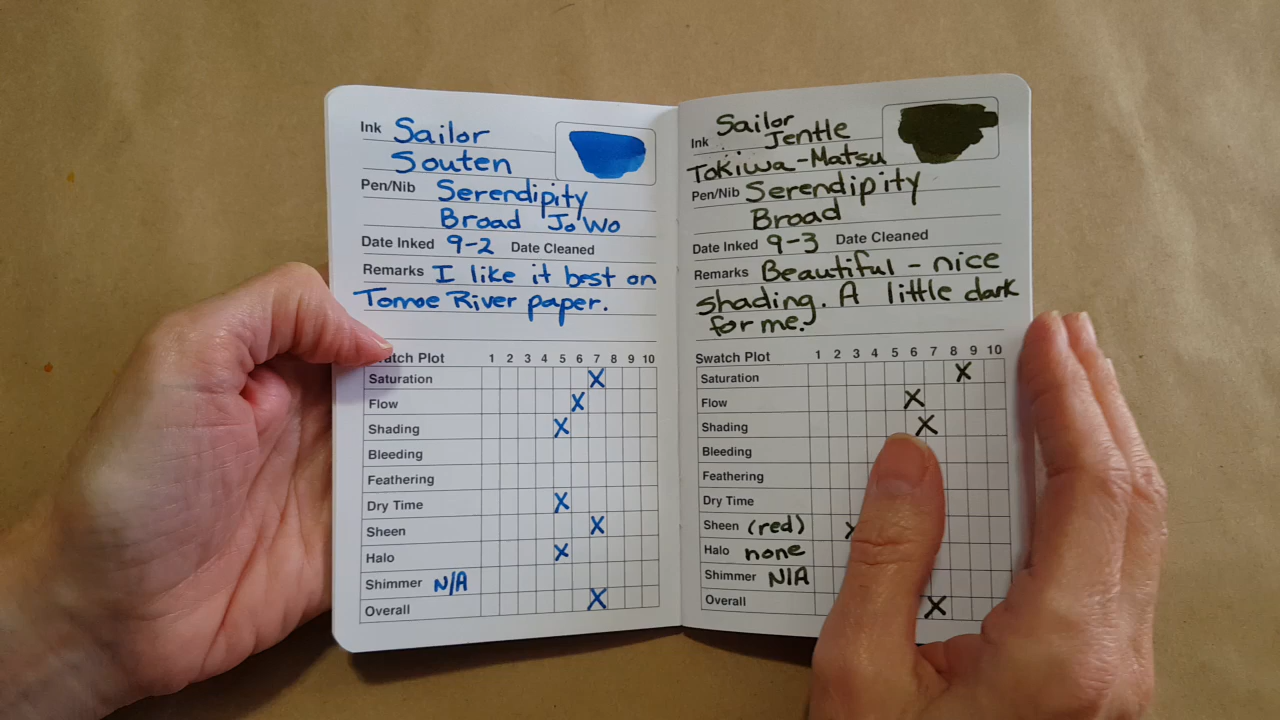 Ink Sailor
Souten
Pen/Nib Serendipity
Broad JoWo
Date Inked 9-2 Date Cleaned
Remarks I like it best on
Tomoe River paper.
Swatch Plot 1 2 3 4 5 6 7 8 9 10
Saturation X
Flow X
Shading X
Bleeding
Feathering
Dry Time X
Sheen X
Halo X
Shimmer N/A
Overall X
Sailor
Ink Jentle
Tokiwa-Matsu
Pen/Nib Serendipity
Broad
Date Inked 9-3 Date Cleaned
Remarks Beautiful - nice
shading. A little dark
for me.
Swatch Plot 1 2 3 4 5 6 7 8 9 10
Saturation X
Flow X
Shading X
Bleeding
Feathering
Dry Time
Sheen (red) X
Halo none
Shimmer N/A
Overall X